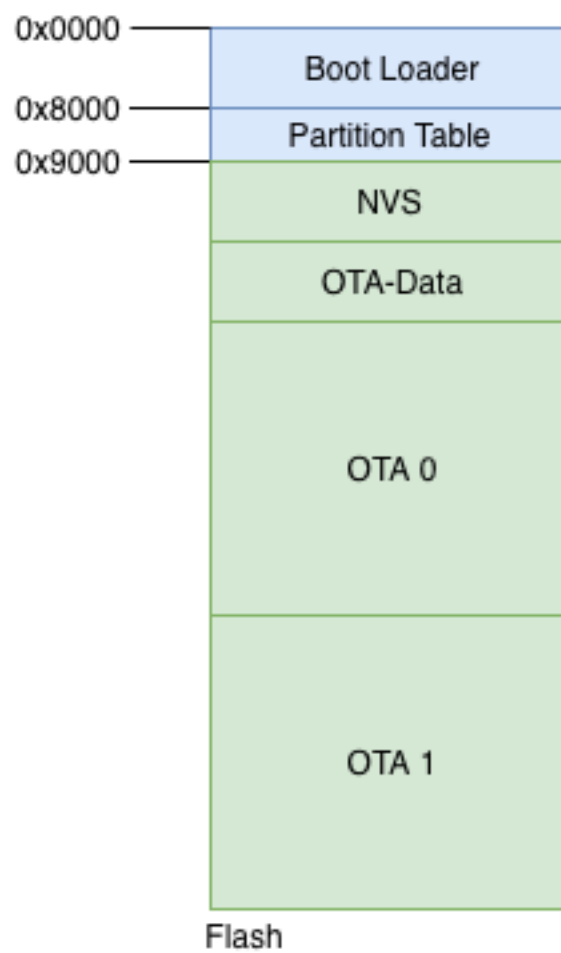 0x0000
Boot Loader
0x8000
Partition Table
0x9000
NVS
OTA-Data
OTA 0
OTA 1
Flash